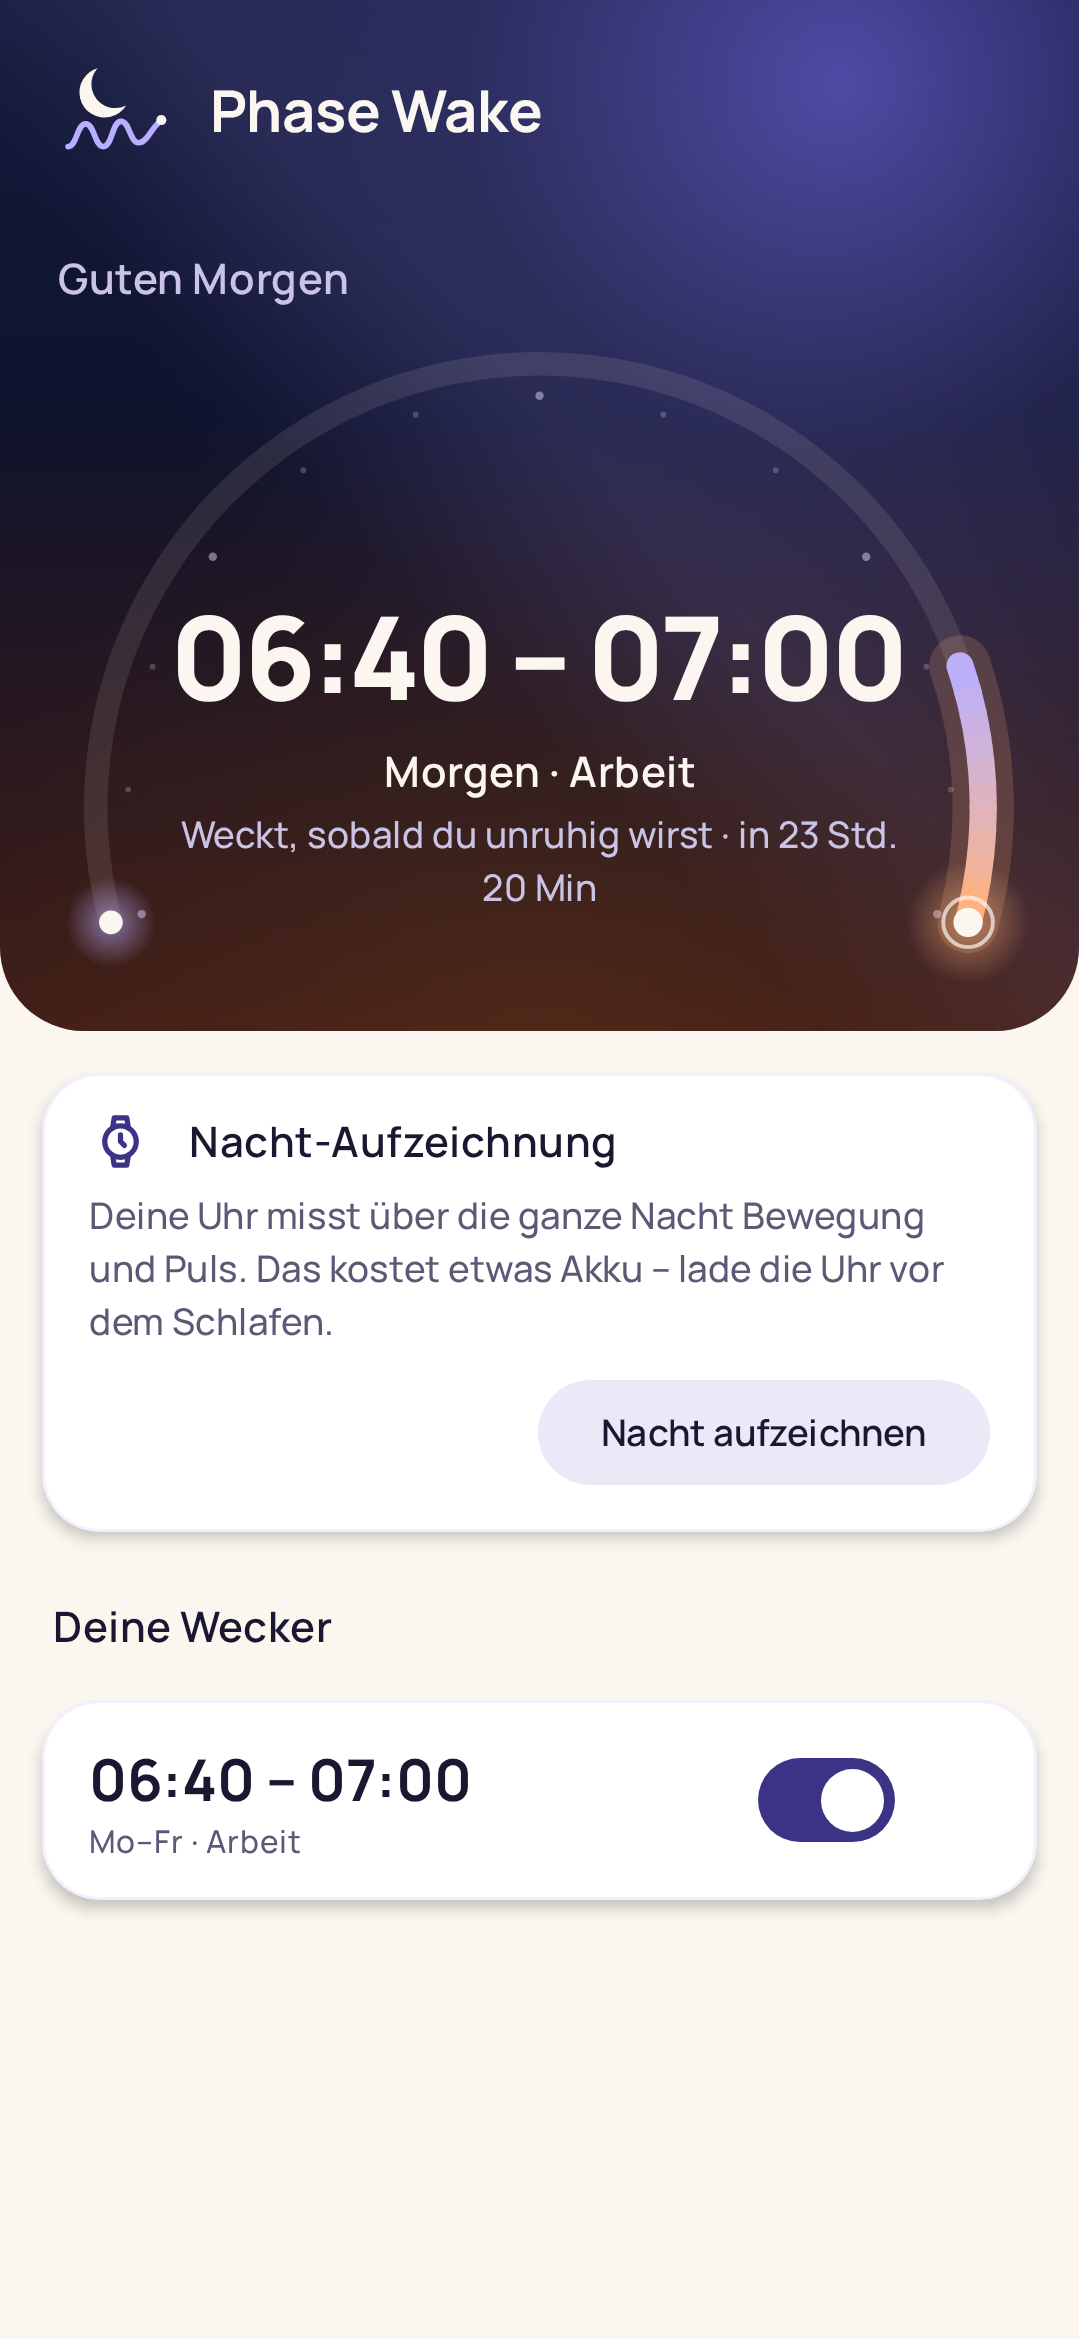 Phase Wake
Guten Morgen
06:40 – 07:00
Morgen · Arbeit
Weckt, sobald du unruhig wirst · in 23 Std.
20 Min
Nacht-Aufzeichnung
Deine Uhr misst über die ganze Nacht Bewegung
und Puls. Das kostet etwas Akku – lade die Uhr vor
dem Schlafen.
Nacht aufzeichnen
Deine Wecker
06:40 – 07:00
Mo–Fr · Arbeit